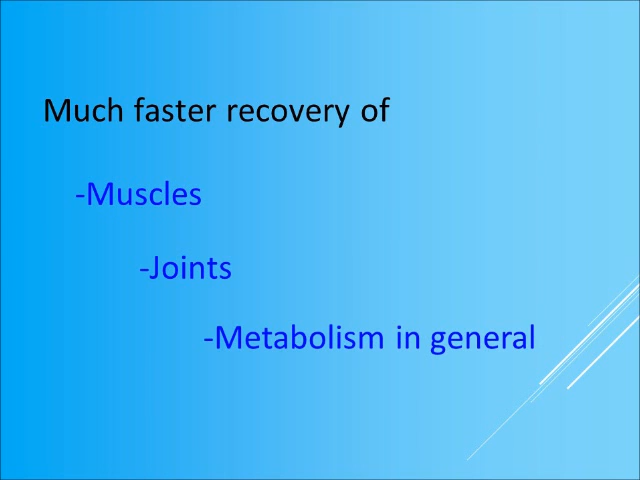 Much faster recovery of
-Muscles
-Joints
-Metabolism in general